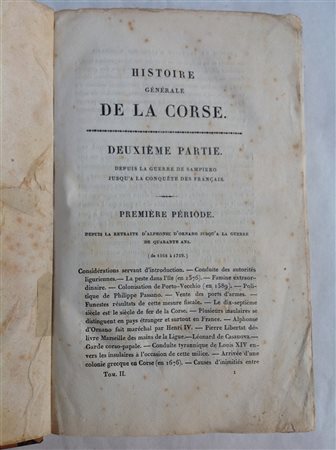 HISTOIRE
GÉNÉRALE
DE LA CORSE.
DEUXIÈME PARTIE.
DEPUIS LA GUERRE DE SAMPIERO
JUSQU'A LA CONQUÊTE DES FRANÇAIS.
PREMIÈRE PÉRIODE.
DEPUIS LA RETRAITE D'ALPHONSE D'ORNANO JUSQU'A LA GUERRE
DE QUARANTE ANS.
(de 1569 à 1729.)
Considérations servant d'introduction. — Conduite des autorités
liguriennes. — La peste dans l'île (en 1576). — Famine extraor-
dinaire. — Colonisation de Porto-Vecchio (en 1589). — Poli-
tique de Philippe Passano. — Vente des ports d'armes. —
Funestes résultats de cette mesure fiscale. — Le dix-septième
siècle est le siècle de fer de la Corse. — Plusieurs insulaires se
distinguent en pays étranger et surtout en France. — Alphonse
d'Ornano fait maréchal par Henri IV. — Pierre Libertat dé-
livre Marseille des mains de la Ligue. — Léonard de Casanova. —
Garde corso-papale. — Conduite tyrannique de Louis XIV en-
vers les insulaires à l'occasion de cette milice. — Arrivée d'une
colonie grecque en Corse (en 1676). — Causes d'inimitiés entre
Tom. II. 1